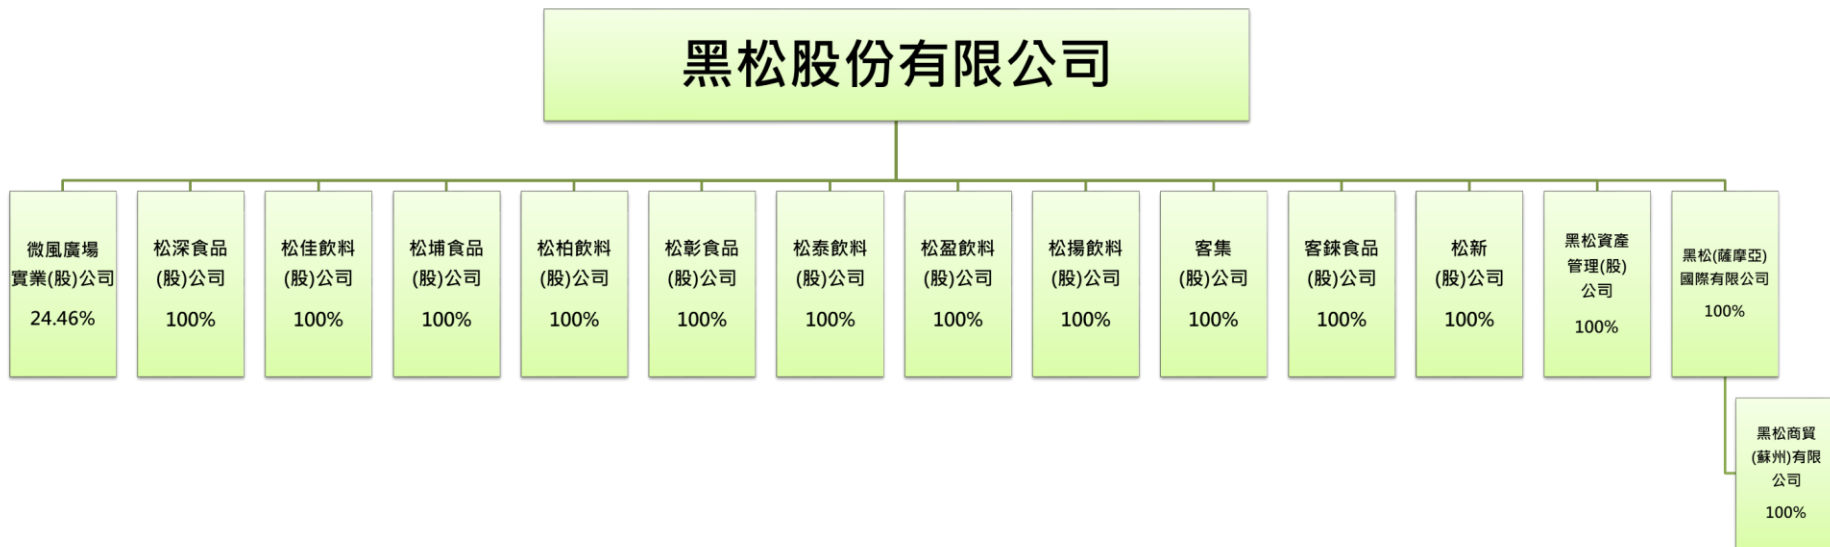 黑松股份有限公司
微風廣場
實業(股)公司
24.46%
松深食品
(股)公司
100%
松佳飲料
(股)公司
100%
松埔食品
(股)公司
100%
松柏飲料
(股)公司
100%
松彰食品
(股)公司
100%
松泰飲料
(股)公司
100%
松盈飲料
(股)公司
100%
松揚飲料
(股)公司
100%
客集
(股)公司
100%
客錸食品
(股)公司
100%
松新
(股)公司
100%
黑松資產
管理(股)
公司
100%
黑松(薩摩亞)
國際有限公司
100%
黑松商貿
(蘇州)有限
公司
100%